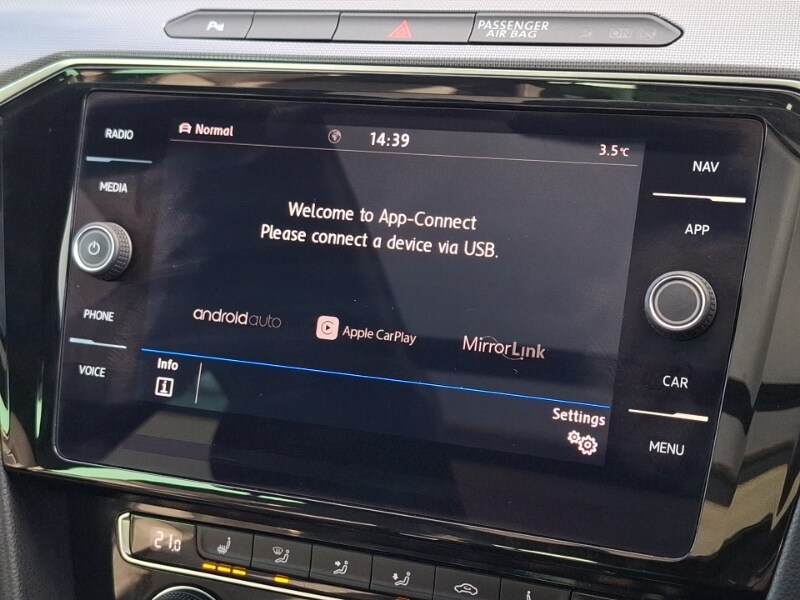 PASSENGER
AIR BAG
ON
RADIO
MEDIA
PHONE
VOICE
Normal
14:39
3.5°C
Welcome to App-Connect
Please connect a device via USB.
androidauto
Apple CarPlay
MirrorLink
Info
i
Settings
NAV
APP
CAR
MENU
21.0